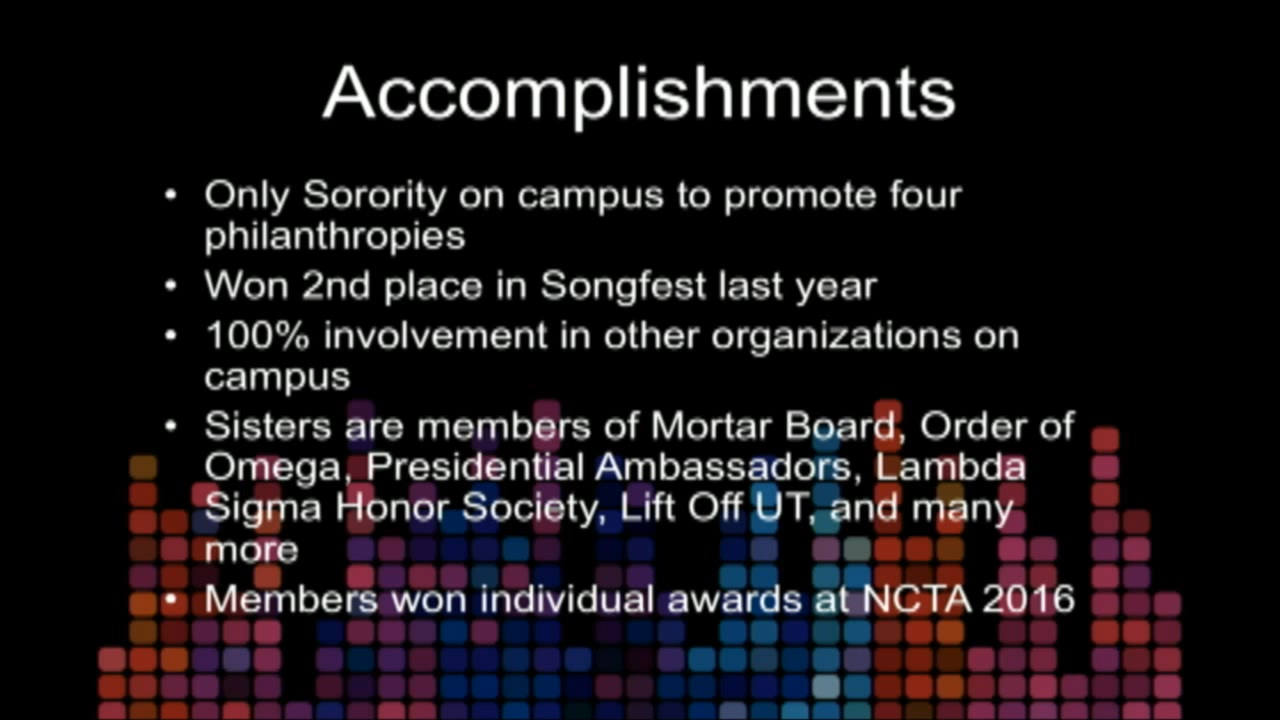 Accomplishments
• Only Sorority on campus to promote four
philanthropies
• Won 2nd place in Songfest last year
• 100% involvement in other organizations on
campus
• Sisters are members of Mortar Board, Order of
Omega, Presidential Ambassadors, Lambda
Sigma Honor Society, Lift Off UT, and many
more
• Members won individual awards at NCTA 2016